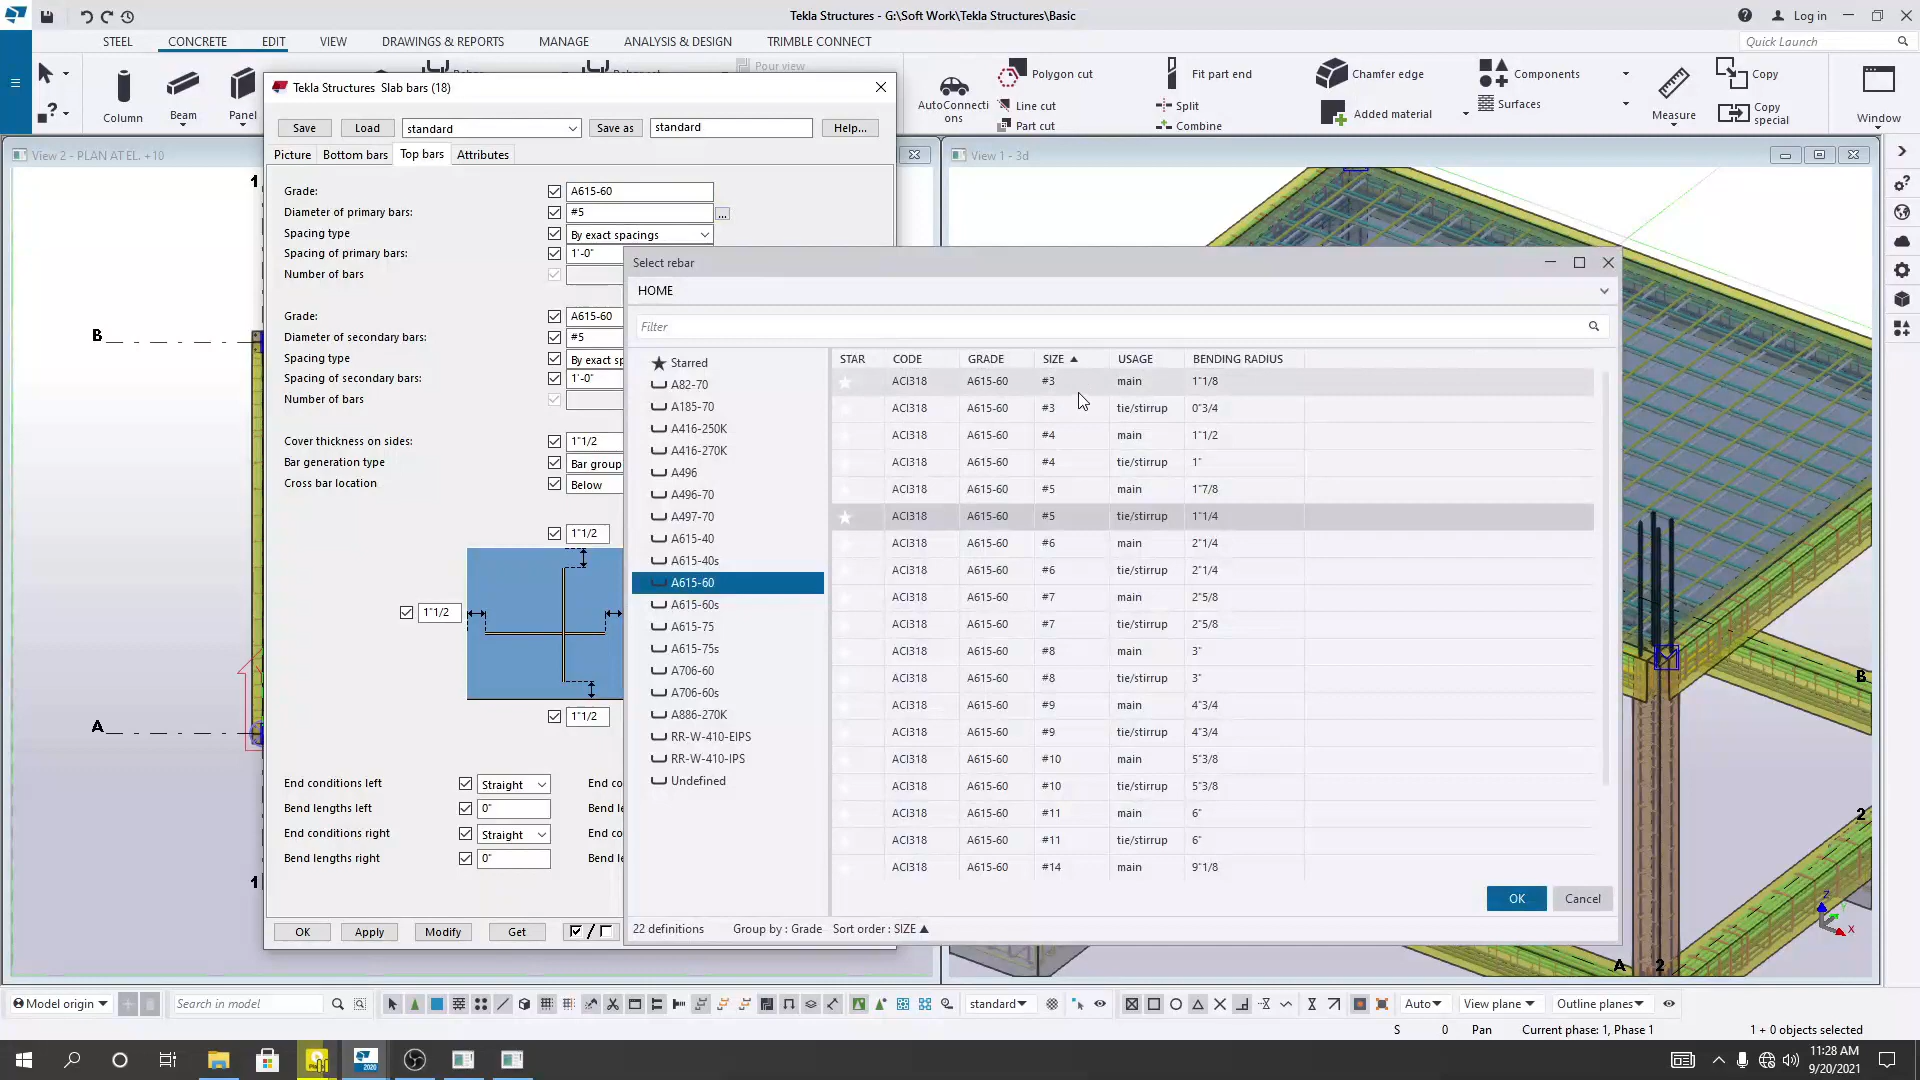 Tekla Structures - G:\Soft Work\Tekla Structures\Basic
Log in
STEEL CONCRETE EDIT VIEW DRAWINGS & REPORTS MANAGE ANALYSIS & DESIGN TRIMBLE CONNECT
Quick Launch
Column
Beam
Panel
Pour view
AutoConnecti
ons
Polygon cut
Line cut
Part cut
Fit part end
Split
Combine
Chamfer edge
Added material
Components
Surfaces
Measure
Copy
Copy
special
Window
View 2 - PLAN AT EL. +10
View 1 - 3d
Tekla Structures Slab bars (18)
Save Load standard Save as standard Help...
Picture Bottom bars Top bars Attributes
Grade: A615-60
Diameter of primary bars: #5 ...
Spacing type By exact spacings
Spacing of primary bars: 1'-0"
Number of bars
Grade: A615-60
Diameter of secondary bars: #5
Spacing type By exact sp
Spacing of secondary bars: 1'-0"
Number of bars
Cover thickness on sides: 1"1/2
Bar generation type Bar group
Cross bar location Below
1"1/2
1"1/2
1"1/2
End conditions left Straight End co
Bend lengths left 0" Bend le
End conditions right Straight End co
Bend lengths right 0" Bend le
OK Apply Modify Get /
Select rebar
HOME
Filter
Starred
A82-70
A185-70
A416-250K
A416-270K
A496
A496-70
A497-70
A615-40
A615-40s
A615-60
A615-60s
A615-75
A615-75s
A706-60
A706-60s
A886-270K
RR-W-410-EIPS
RR-W-410-IPS
Undefined
STAR CODE GRADE SIZE USAGE BENDING RADIUS
ACI318 A615-60 #3 main 1"1/8
ACI318 A615-60 #3 tie/stirrup 0"3/4
ACI318 A615-60 #4 main 1"1/2
ACI318 A615-60 #4 tie/stirrup 1"
ACI318 A615-60 #5 main 1"7/8
ACI318 A615-60 #5 tie/stirrup 1"1/4
ACI318 A615-60 #6 main 2"1/4
ACI318 A615-60 #6 tie/stirrup 2"1/4
ACI318 A615-60 #7 main 2"5/8
ACI318 A615-60 #7 tie/stirrup 2"5/8
ACI318 A615-60 #8 main 3"
ACI318 A615-60 #8 tie/stirrup 3"
ACI318 A615-60 #9 main 4"3/4
ACI318 A615-60 #9 tie/stirrup 4"3/4
ACI318 A615-60 #10 main 5"3/8
ACI318 A615-60 #10 tie/stirrup 5"3/8
ACI318 A615-60 #11 main 6"
ACI318 A615-60 #11 tie/stirrup 6"
ACI318 A615-60 #14 main 9"1/8
OK Cancel
22 definitions Group by : Grade Sort order : SIZE
1
B
A
1
B
2
A 2
Z
X
Model origin Search in model standard Auto View plane Outline planes
S 0 Pan Current phase: 1, Phase 1 1 + 0 objects selected
2020
11:28 AM
9/20/2021